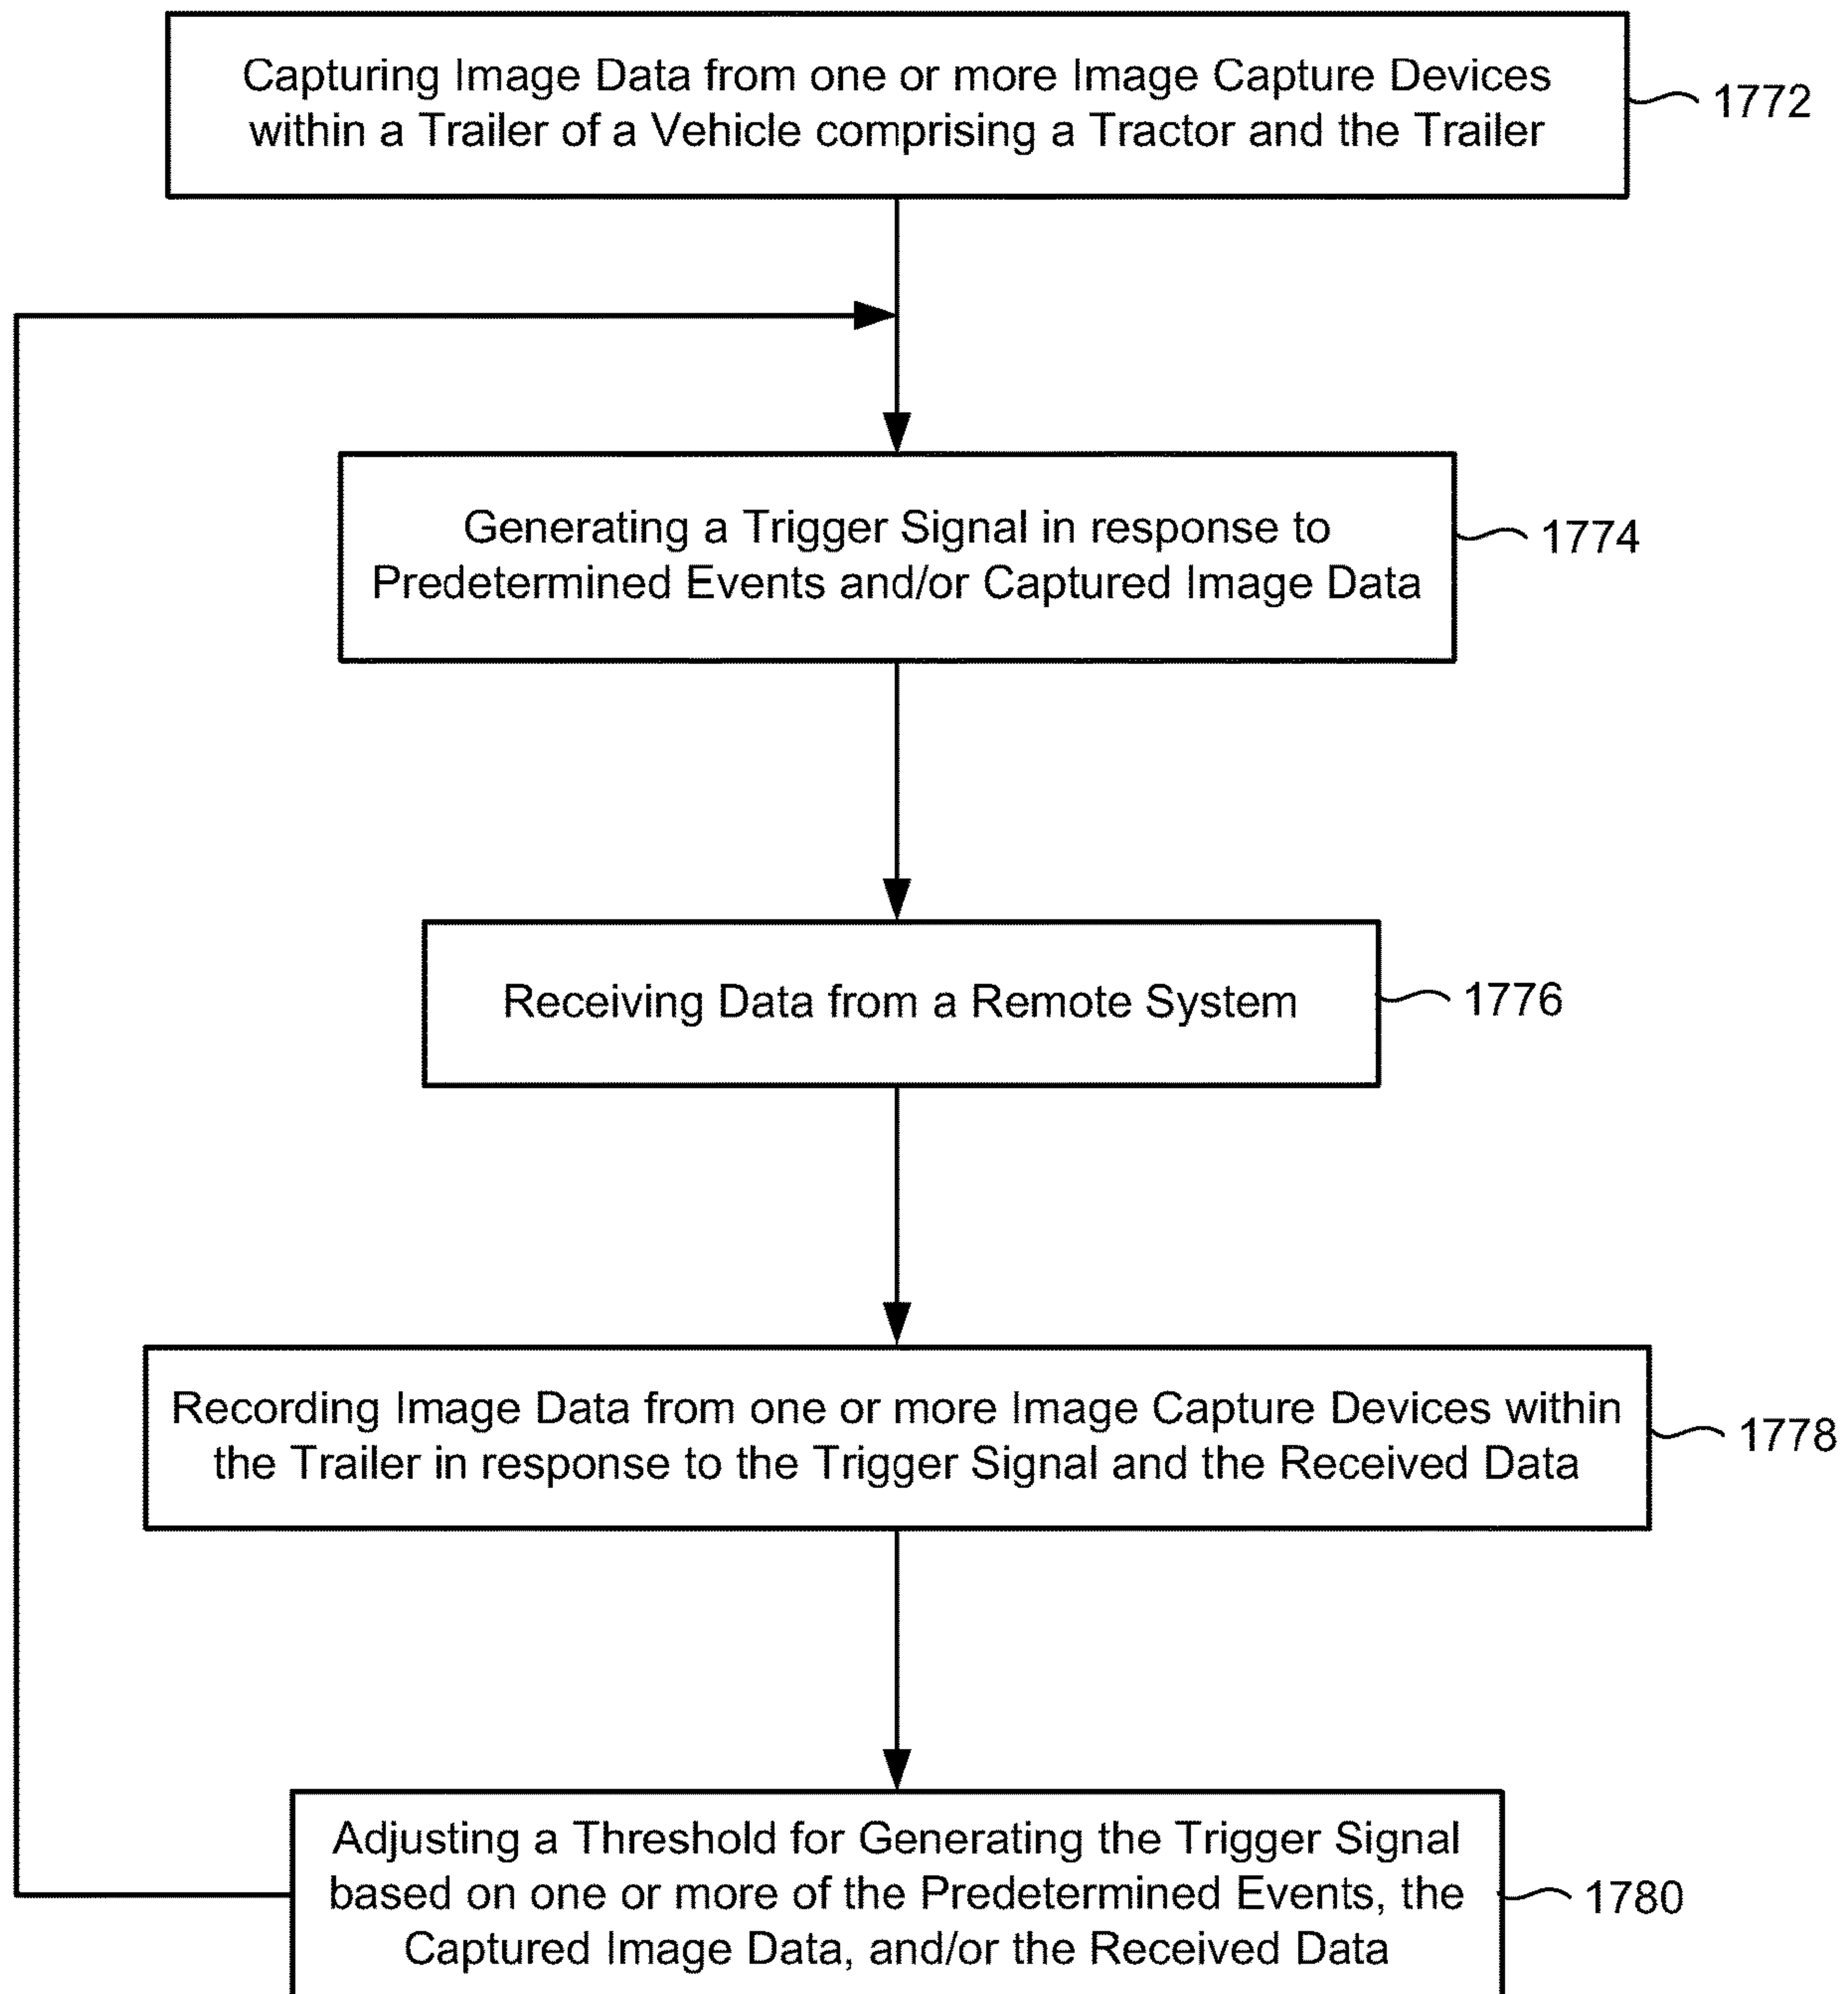 Capturing Image Data from one or more Image Capture Devices
within a Trailer of a Vehicle comprising a Tractor and the Trailer
1772
Generating a Trigger Signal in response to
Predetermined Events and/or Captured Image Data
1774
Receiving Data from a Remote System
1776
Recording Image Data from one or more Image Capture Devices within
the Trailer in response to the Trigger Signal and the Received Data
1778
Adjusting a Threshold for Generating the Trigger Signal
based on one or more of the Predetermined Events, the
Captured Image Data, and/or the Received Data
1780